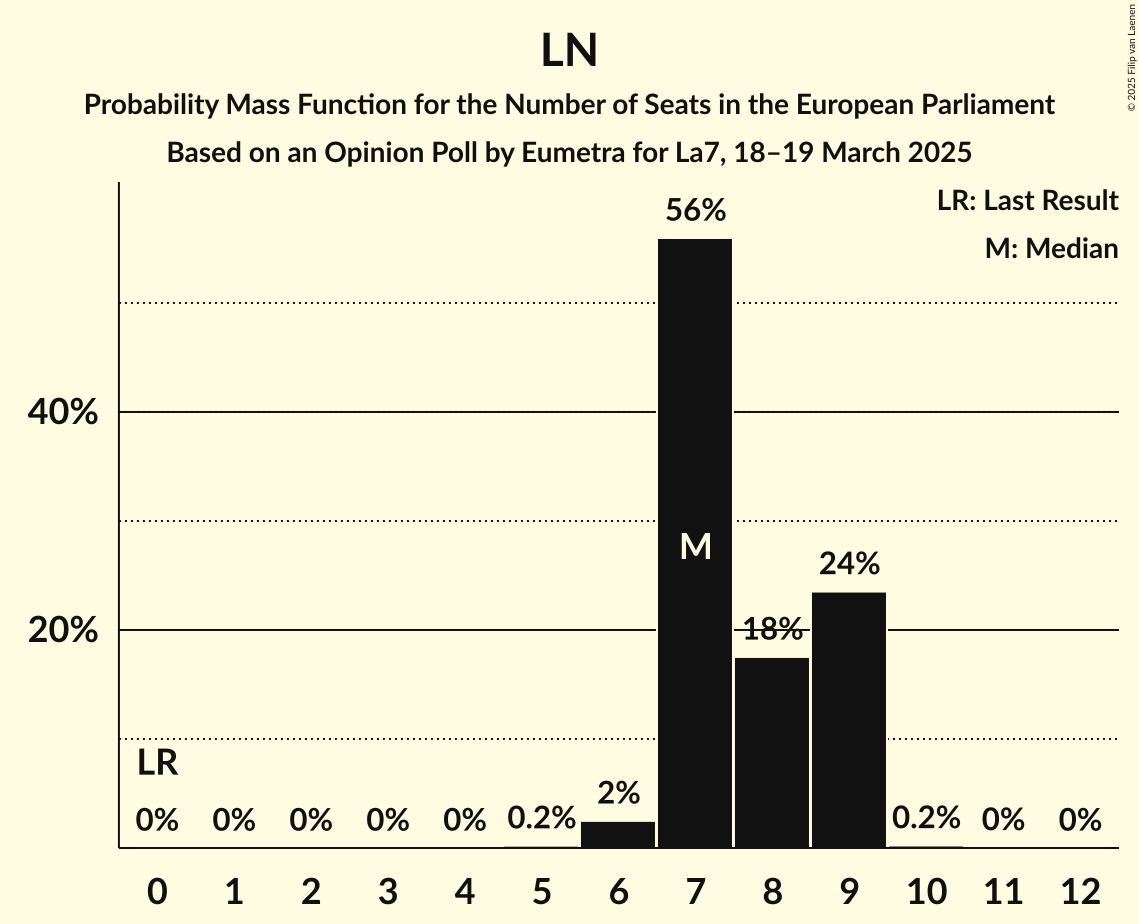 LN
Probability Mass Function for the Number of Seats in the European Parliament
Based on an Opinion Poll by Eumetra for La7, 18–19 March 2025
© 2025 Filip van Laenen
LR: Last Result
M: Median
56%
40%
M
24%
20%
18%
LR
2%
0% 0% 0% 0% 0% 0.2% 0.2% 0% 0%
0 1 2 3 4 5 6 7 8 9 10 11 12